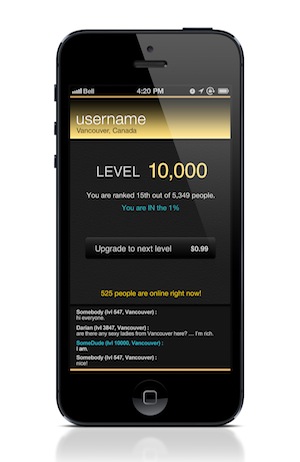 Bell 4:20 PM
username
Vancouver, Canada
LEVEL 10,000
You are ranked 15th out of 5,349 people.
You are IN the 1%
Upgrade to next level $0.99
525 people are online right now!
Somebody (lvl 547, Vancouver) :
hi everyone.
Darian (lvl 3847, Vancouver) :
are there any sexy ladies from Vancouver here? .... I'm rich.
SomeDude (lvl 10000, Vancouver) :
I am.
Somebody (lvl 547, Vancouver) :
nice!